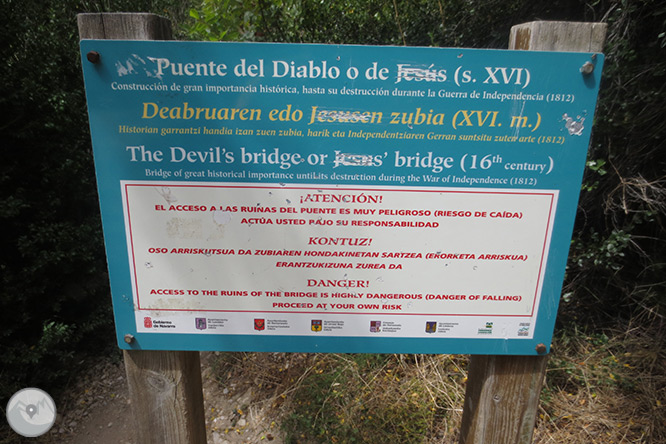 Puente del Diablo o de Jesús (s. XVI)
Construcción de gran importancia histórica, hasta su destrucción durante la Guerra de Independencia (1812)
Deabruaren edo Jesusen zubia (XVI. m.)
Historian garrantzi handia izan zuen zubia, harik eta Independentziaren Gerran suntsitu zuten arte (1812)
The Devil's bridge or Jesus' bridge (16th century)
Bridge of great historical importance until its destruction during the War of Independence (1812)
¡ATENCIÓN!
EL ACCESO A LAS RUINAS DEL PUENTE ES MUY PELIGROSO (RIESGO DE CAÍDA)
ACTÚA USTED BAJO SU RESPONSABILIDAD
KONTUZ!
OSO ARRISKUTSUA DA ZUBIAREN HONDAKINETAN SARTZEA (ERORKETA ARRISKUA)
ERANTZUKIZUNA ZUREA DA
DANGER!
ACCESS TO THE RUINS OF THE BRIDGE IS HIGHLY DANGEROUS (DANGER OF FALLING)
PROCEED AT YOUR OWN RISK
Gobierno de Navarra